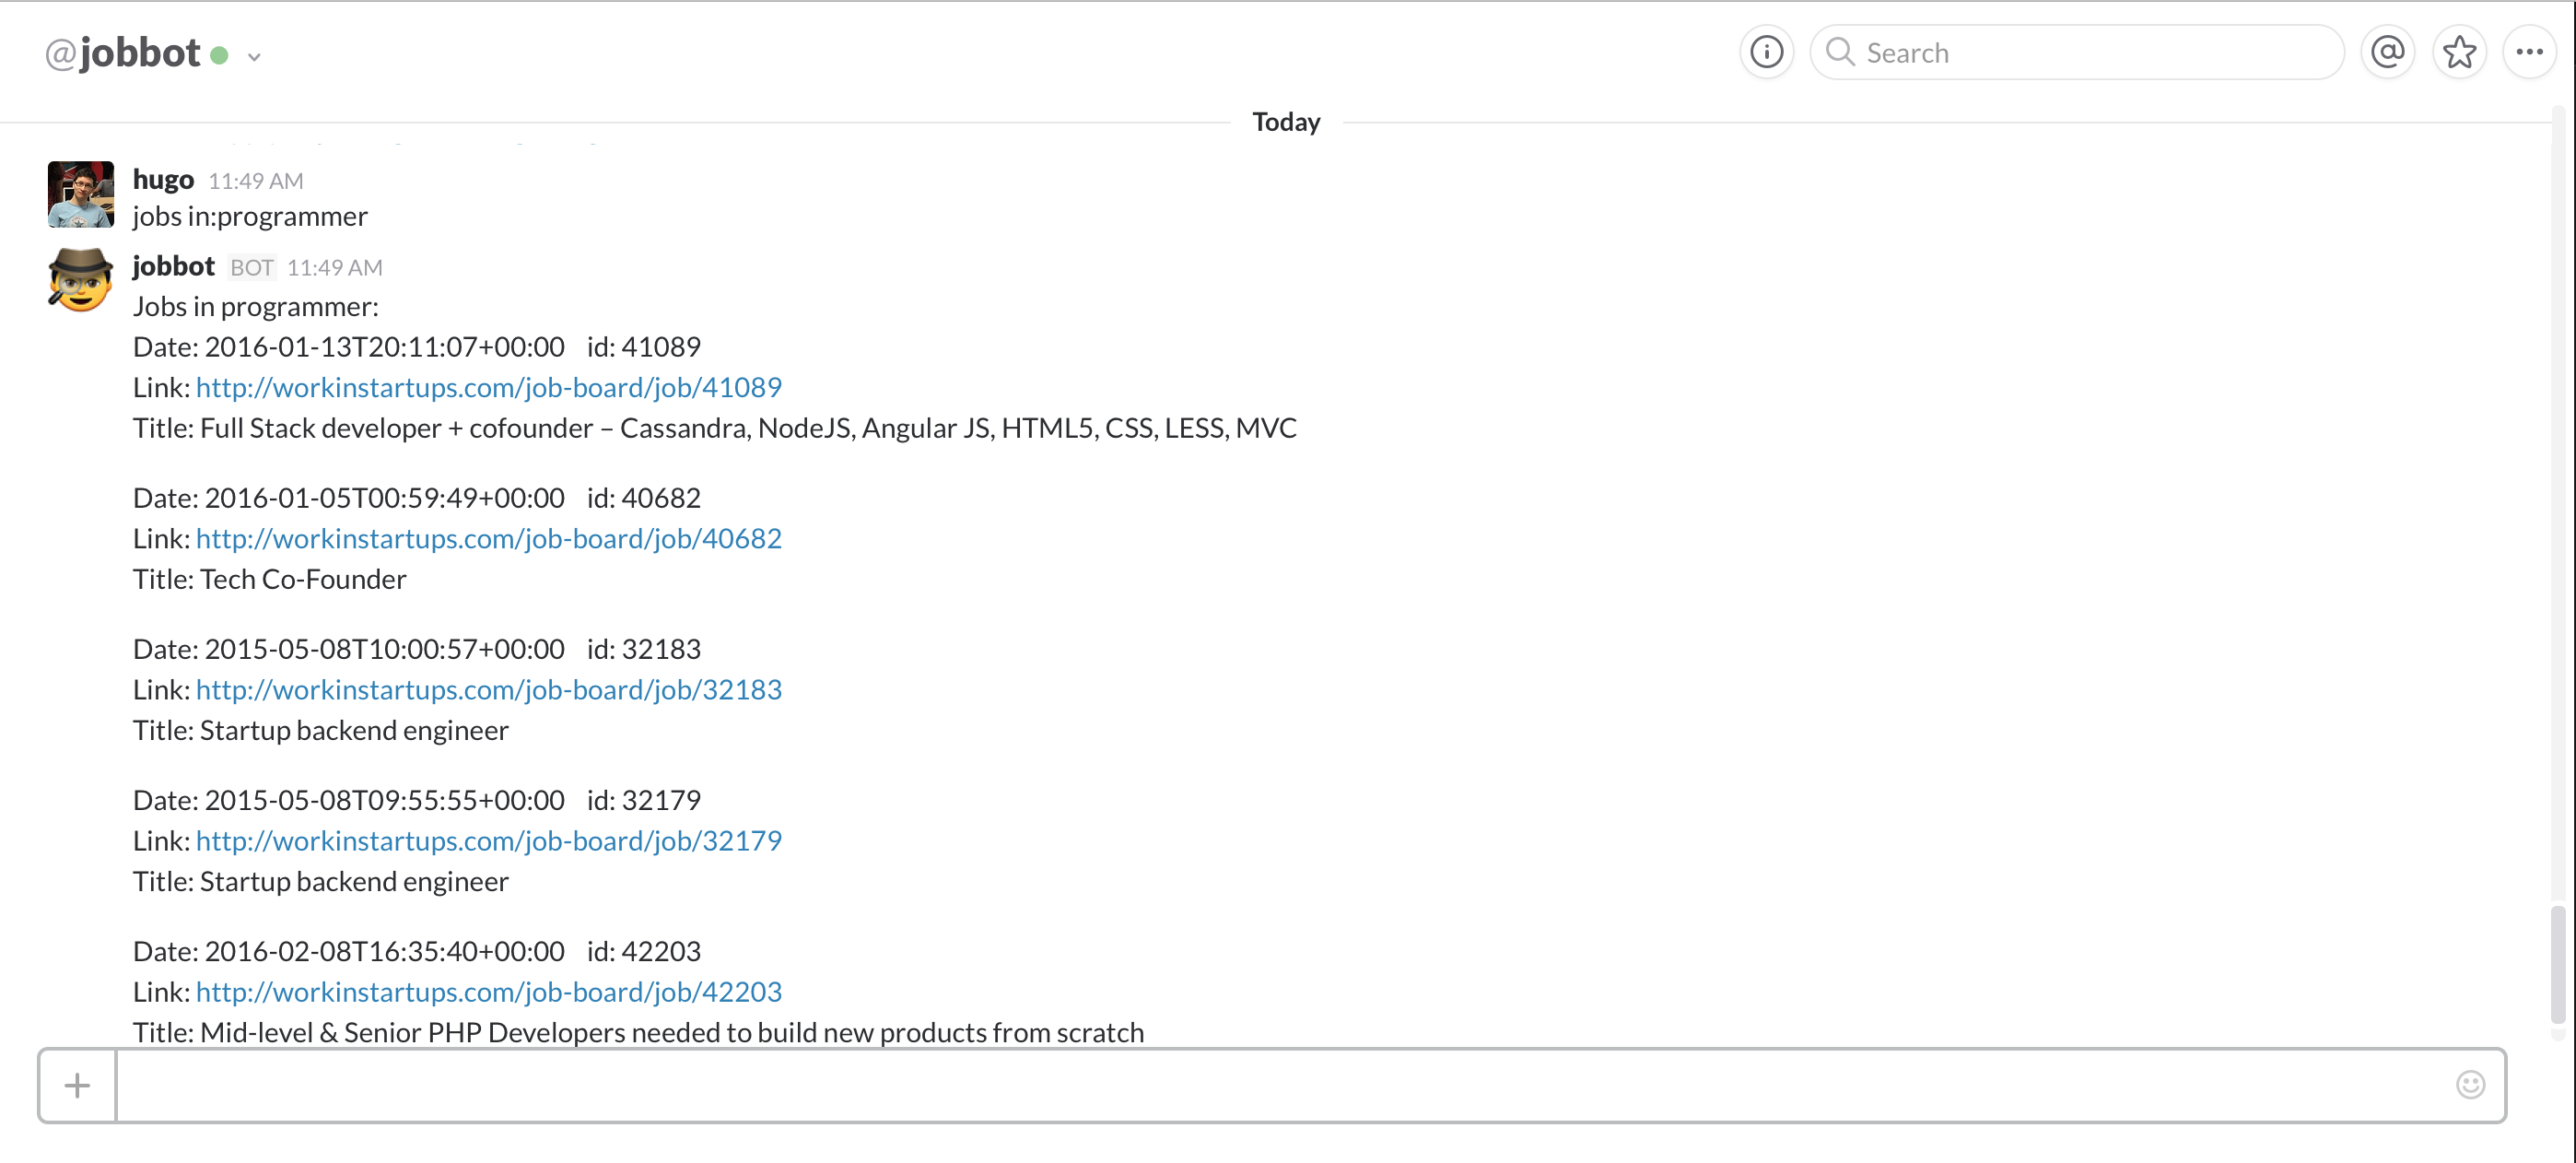 @jobbot
Search
Today
hugo 11:49 AM
jobs in:programmer
jobbot BOT 11:49 AM
Jobs in programmer:
Date: 2016-01-13T20:11:07+00:00 id: 41089
Link: http://workinstartups.com/job-board/job/41089
Title: Full Stack developer + cofounder – Cassandra, NodeJS, Angular JS, HTML5, CSS, LESS, MVC
Date: 2016-01-05T00:59:49+00:00 id: 40682
Link: http://workinstartups.com/job-board/job/40682
Title: Tech Co-Founder
Date: 2015-05-08T10:00:57+00:00 id: 32183
Link: http://workinstartups.com/job-board/job/32183
Title: Startup backend engineer
Date: 2015-05-08T09:55:55+00:00 id: 32179
Link: http://workinstartups.com/job-board/job/32179
Title: Startup backend engineer
Date: 2016-02-08T16:35:40+00:00 id: 42203
Link: http://workinstartups.com/job-board/job/42203
Title: Mid-level & Senior PHP Developers needed to build new products from scratch